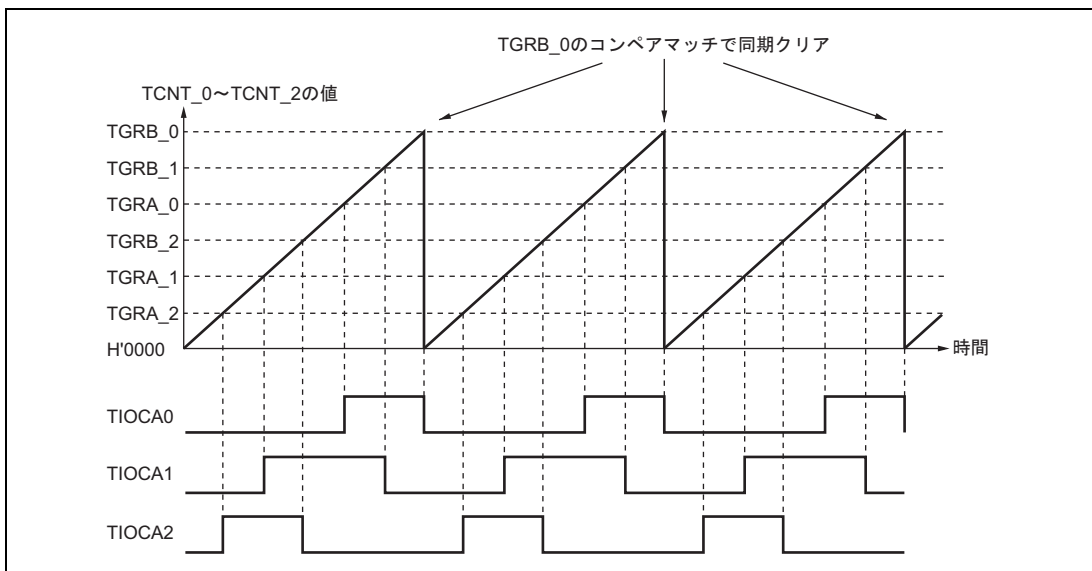 TGRB_0のコンペアマッチで同期クリア
TCNT_0～TCNT_2の値
TGRB_0
TGRB_1
TGRA_0
TGRB_2
TGRA_1
TGRA_2
H'0000
時間
TIOCA0
TIOCA1
TIOCA2